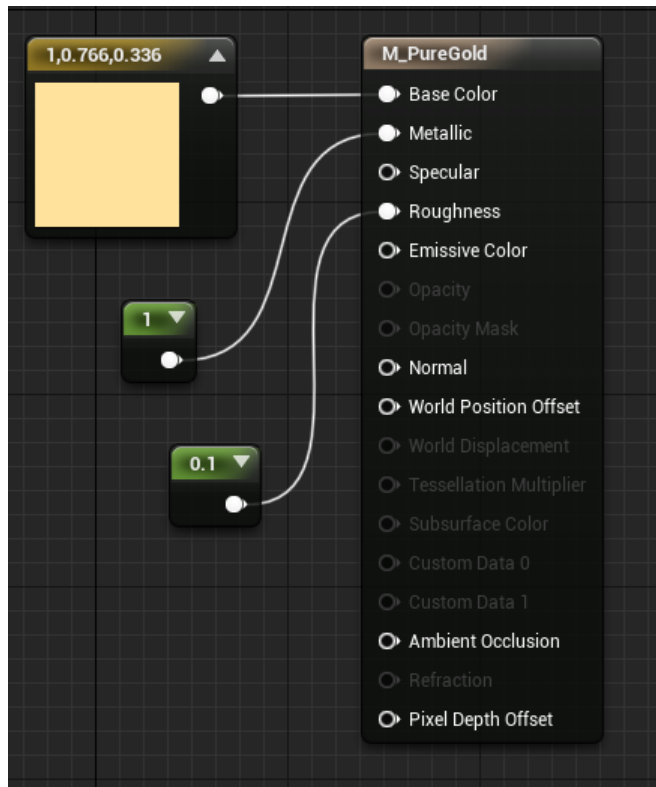 1,0.766,0.336
1
0.1
M_PureGold
Base Color
Metallic
Specular
Roughness
Emissive Color
Opacity
Opacity Mask
Normal
World Position Offset
World Displacement
Tessellation Multiplier
Subsurface Color
Custom Data 0
Custom Data 1
Ambient Occlusion
Refraction
Pixel Depth Offset